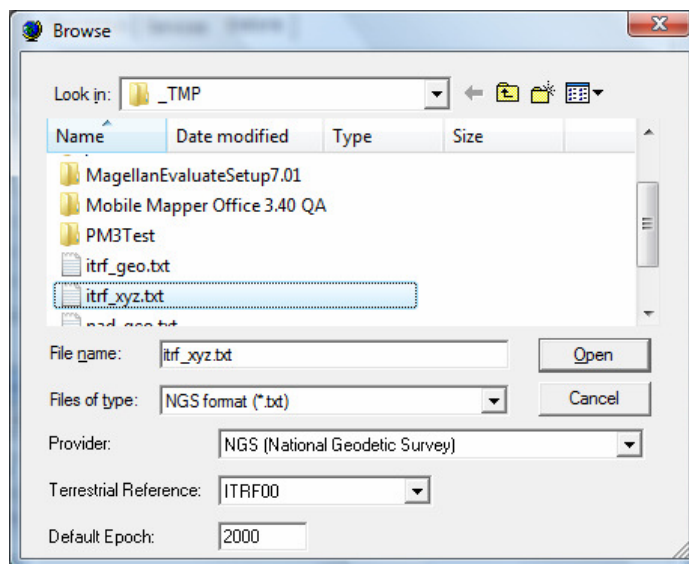 Browse
Look in: _TMP
Name Date modified Type Size
MagellanEvaluateSetup7.01
Mobile Mapper Office 3.40 QA
PM3Test
itrf_geo.txt
itrf_xyz.txt
nad_geo.txt
File name: itrf_xyz.txt Open
Files of type: NGS format (*.txt) Cancel
Provider: NGS (National Geodetic Survey)
Terrestrial Reference: ITRF00
Default Epoch: 2000